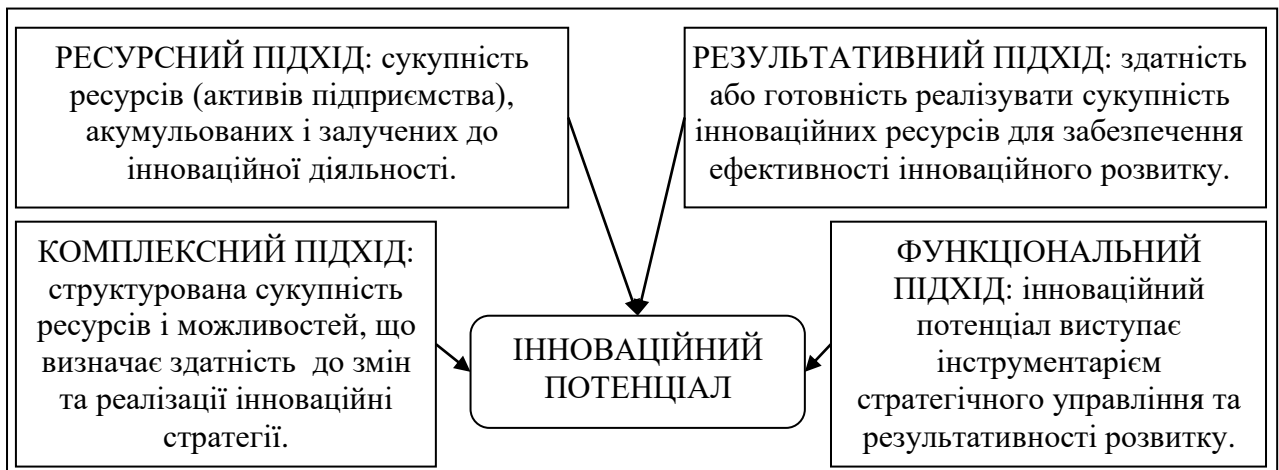 РЕСУРСНИЙ ПІДХІД: сукупність
ресурсів (активів підприємства),
акумульованих і залучених до
інноваційної діяльності.
РЕЗУЛЬТАТИВНИЙ ПІДХІД: здатність
або готовність реалізувати сукупність
інноваційних ресурсів для забезпечення
ефективності інноваційного розвитку.
КОМПЛЕКСНИЙ ПІДХІД:
структурована сукупність
ресурсів і можливостей, що
визначає здатність до змін
та реалізації інноваційні
стратегії.
ІННОВАЦІЙНИЙ
ПОТЕНЦІАЛ
ФУНКЦІОНАЛЬНИЙ
ПІДХІД: інноваційний
потенціал виступає
інструментарієм
стратегічного управління та
результативності розвитку.